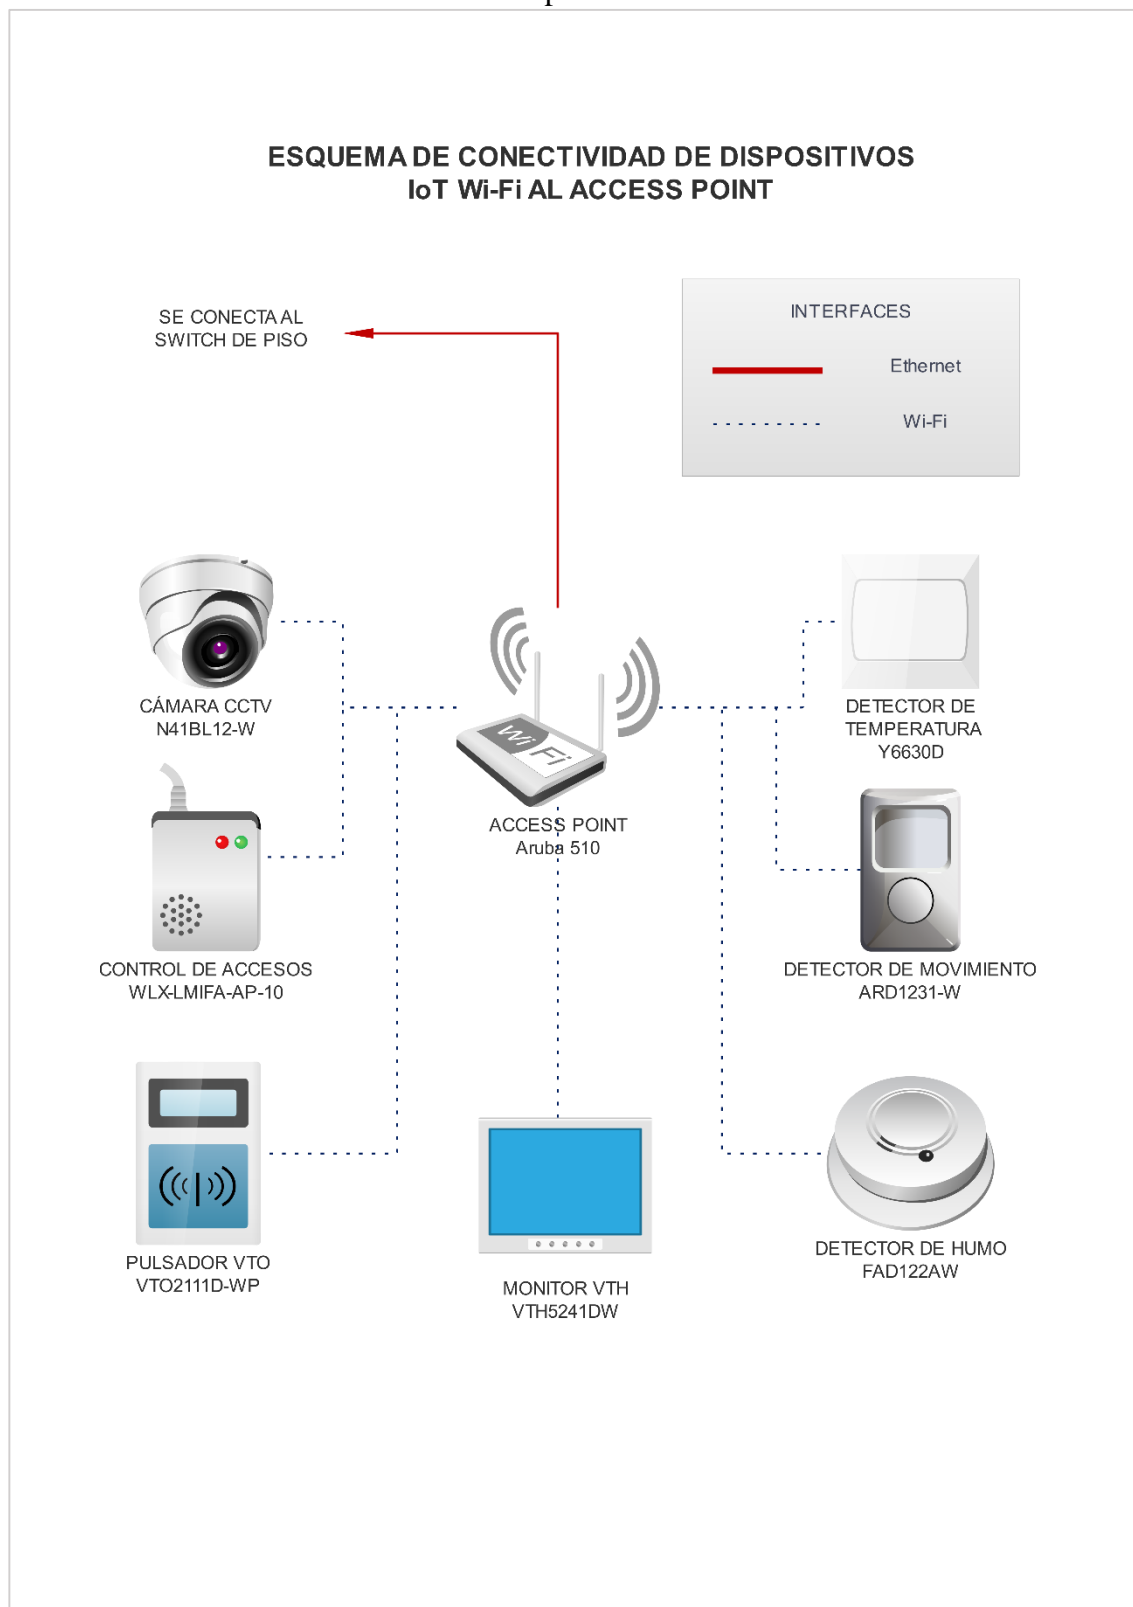 ESQUEMA DE CONECTIVIDAD DE DISPOSITIVOS
IoT Wi-Fi AL ACCESS POINT
SE CONECTA AL
SWITCH DE PISO
INTERFACES
Ethernet
Wi-Fi
CÁMARA CCTV
N41BL12-W
Wi Fi
ACCESS POINT
Aruba 510
DETECTOR DE
TEMPERATURA
Y6630D
CONTROL DE ACCESOS
WLX-LMIFA-AP-10
DETECTOR DE MOVIMIENTO
ARD1231-W
PULSADOR VTO
VTO2111D-WP
MONITOR VTH
VTH5241DW
DETECTOR DE HUMO
FAD122AW